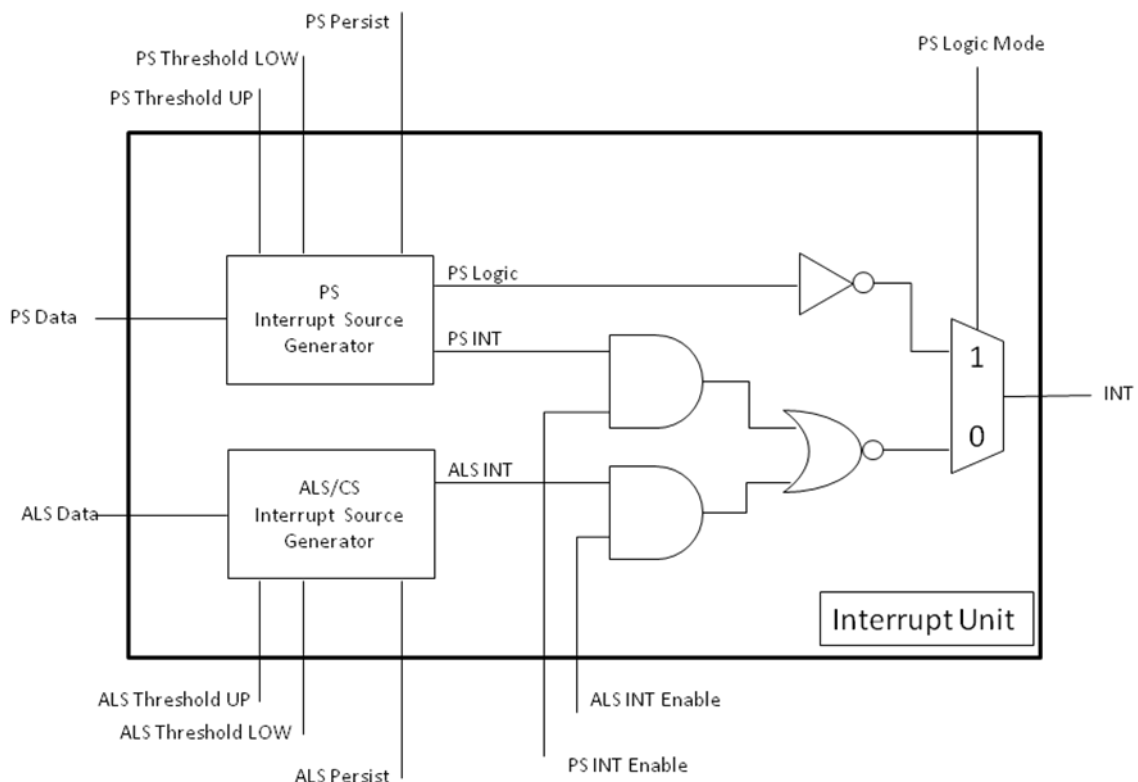 PS Persist
PS Threshold LOW
PS Threshold UP
PS Logic Mode
PS Data
PS
Interrupt Source
Generator
PS Logic
PS INT
1
INT
0
ALS Data
ALS/CS
Interrupt Source
Generator
ALS INT
Interrupt Unit
ALS Threshold UP
ALS Threshold LOW
ALS Persist
ALS INT Enable
PS INT Enable